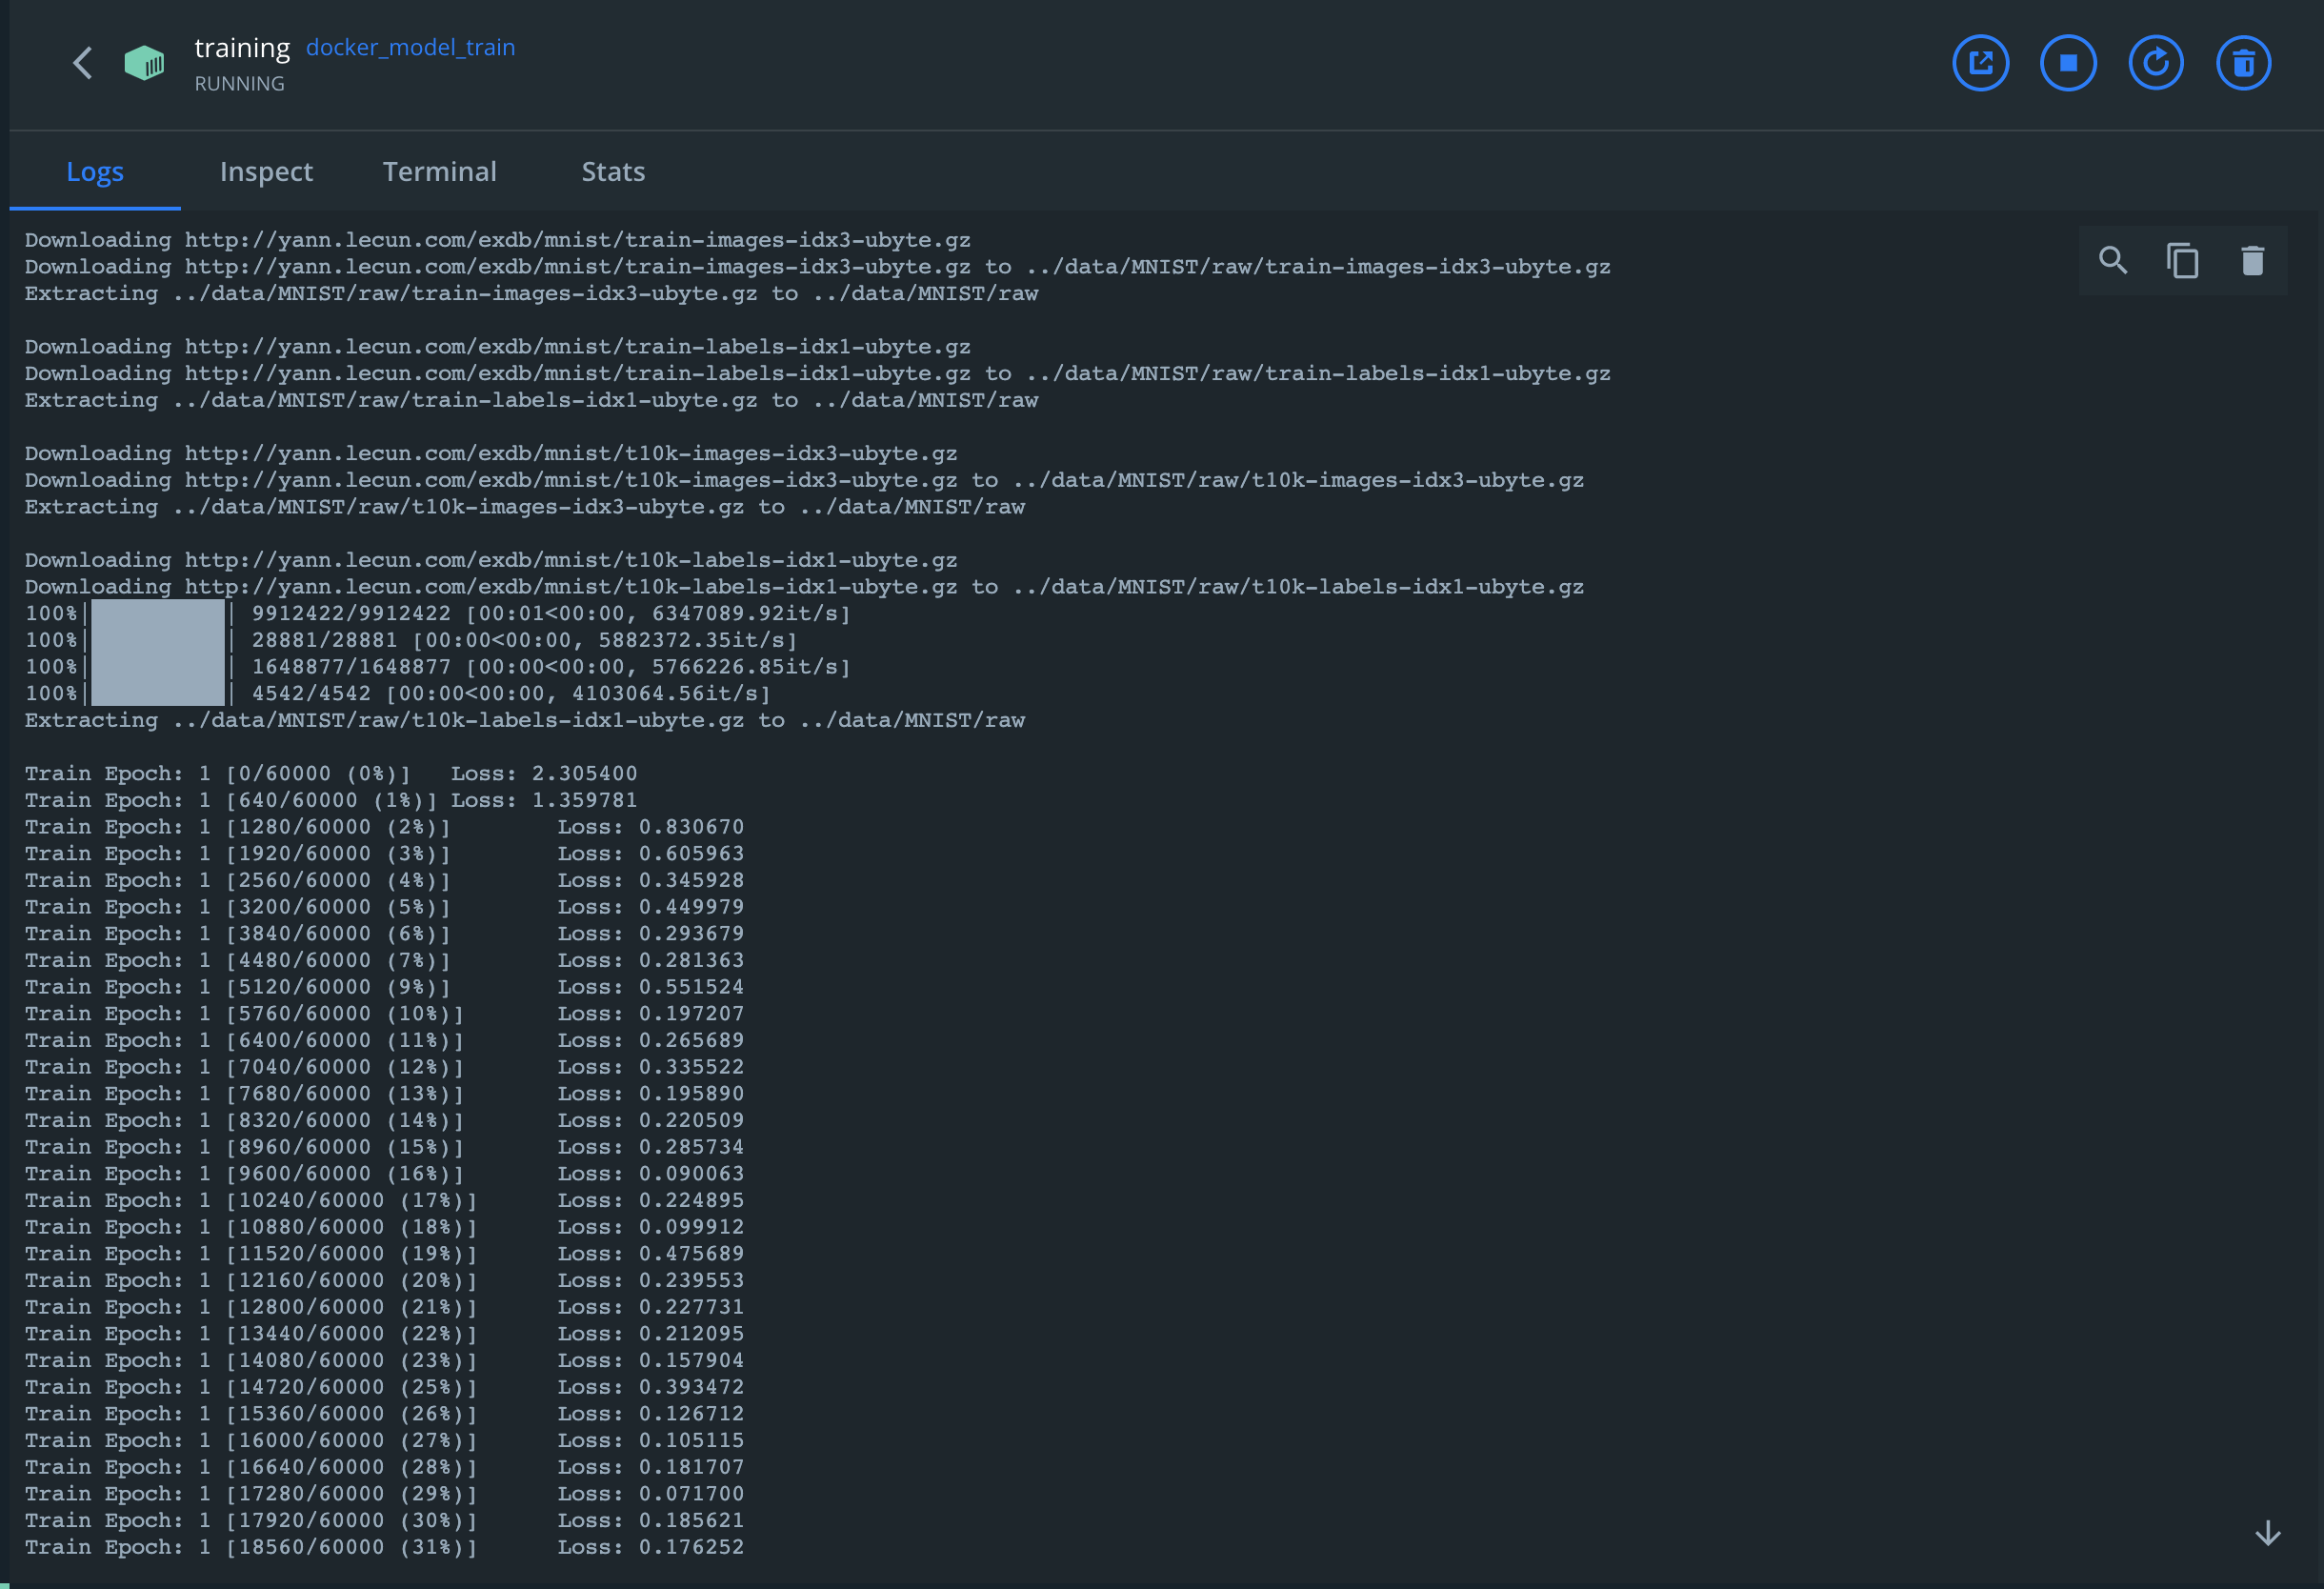 training docker_model_train
RUNNING
Logs Inspect Terminal Stats
Downloading http://yann.lecun.com/exdb/mnist/train-images-idx3-ubyte.gz
Downloading http://yann.lecun.com/exdb/mnist/train-images-idx3-ubyte.gz to ../data/MNIST/raw/train-images-idx3-ubyte.gz
Extracting ../data/MNIST/raw/train-images-idx3-ubyte.gz to ../data/MNIST/raw
Downloading http://yann.lecun.com/exdb/mnist/train-labels-idx1-ubyte.gz
Downloading http://yann.lecun.com/exdb/mnist/train-labels-idx1-ubyte.gz to ../data/MNIST/raw/train-labels-idx1-ubyte.gz
Extracting ../data/MNIST/raw/train-labels-idx1-ubyte.gz to ../data/MNIST/raw
Downloading http://yann.lecun.com/exdb/mnist/t10k-images-idx3-ubyte.gz
Downloading http://yann.lecun.com/exdb/mnist/t10k-images-idx3-ubyte.gz to ../data/MNIST/raw/t10k-images-idx3-ubyte.gz
Extracting ../data/MNIST/raw/t10k-images-idx3-ubyte.gz to ../data/MNIST/raw
Downloading http://yann.lecun.com/exdb/mnist/t10k-labels-idx1-ubyte.gz
Downloading http://yann.lecun.com/exdb/mnist/t10k-labels-idx1-ubyte.gz to ../data/MNIST/raw/t10k-labels-idx1-ubyte.gz
100%|██████████| 9912422/9912422 [00:01<00:00, 6347089.92it/s]
100%|██████████| 28881/28881 [00:00<00:00, 5882372.35it/s]
100%|██████████| 1648877/1648877 [00:00<00:00, 5766226.85it/s]
100%|██████████| 4542/4542 [00:00<00:00, 4103064.56it/s]
Extracting ../data/MNIST/raw/t10k-labels-idx1-ubyte.gz to ../data/MNIST/raw
Train Epoch: 1 [0/60000 (0%)] Loss: 2.305400
Train Epoch: 1 [640/60000 (1%)] Loss: 1.359781
Train Epoch: 1 [1280/60000 (2%)] Loss: 0.830670
Train Epoch: 1 [1920/60000 (3%)] Loss: 0.605963
Train Epoch: 1 [2560/60000 (4%)] Loss: 0.345928
Train Epoch: 1 [3200/60000 (5%)] Loss: 0.449979
Train Epoch: 1 [3840/60000 (6%)] Loss: 0.293679
Train Epoch: 1 [4480/60000 (7%)] Loss: 0.281363
Train Epoch: 1 [5120/60000 (9%)] Loss: 0.551524
Train Epoch: 1 [5760/60000 (10%)] Loss: 0.197207
Train Epoch: 1 [6400/60000 (11%)] Loss: 0.265689
Train Epoch: 1 [7040/60000 (12%)] Loss: 0.335522
Train Epoch: 1 [7680/60000 (13%)] Loss: 0.195890
Train Epoch: 1 [8320/60000 (14%)] Loss: 0.220509
Train Epoch: 1 [8960/60000 (15%)] Loss: 0.285734
Train Epoch: 1 [9600/60000 (16%)] Loss: 0.090063
Train Epoch: 1 [10240/60000 (17%)] Loss: 0.224895
Train Epoch: 1 [10880/60000 (18%)] Loss: 0.099912
Train Epoch: 1 [11520/60000 (19%)] Loss: 0.475689
Train Epoch: 1 [12160/60000 (20%)] Loss: 0.239553
Train Epoch: 1 [12800/60000 (21%)] Loss: 0.227731
Train Epoch: 1 [13440/60000 (22%)] Loss: 0.212095
Train Epoch: 1 [14080/60000 (23%)] Loss: 0.157904
Train Epoch: 1 [14720/60000 (25%)] Loss: 0.393472
Train Epoch: 1 [15360/60000 (26%)] Loss: 0.126712
Train Epoch: 1 [16000/60000 (27%)] Loss: 0.105115
Train Epoch: 1 [16640/60000 (28%)] Loss: 0.181707
Train Epoch: 1 [17280/60000 (29%)] Loss: 0.071700
Train Epoch: 1 [17920/60000 (30%)] Loss: 0.185621
Train Epoch: 1 [18560/60000 (31%)] Loss: 0.176252